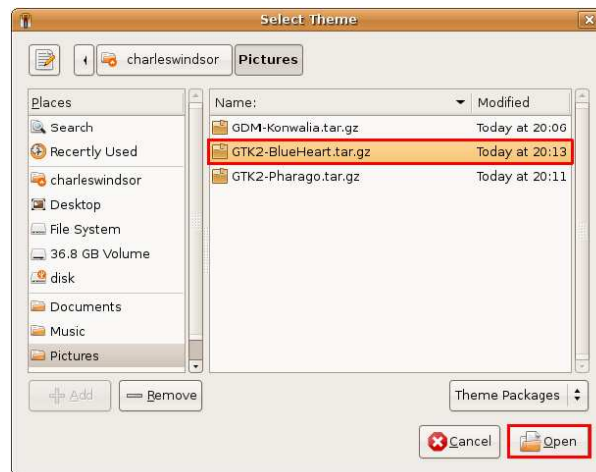 Select Theme
charleswindsor
Pictures
Places
Search
Recently Used
charleswindsor
Desktop
File System
36.8 GB Volume
disk
Documents
Music
Pictures
Name:
Modified
GDM-Konwalia.tar.gz
Today at 20:06
GTK2-BlueHeart.tar.gz
Today at 20:13
GTK2-Pharago.tar.gz
Today at 20:11
Add
Remove
Theme Packages
Cancel
Open